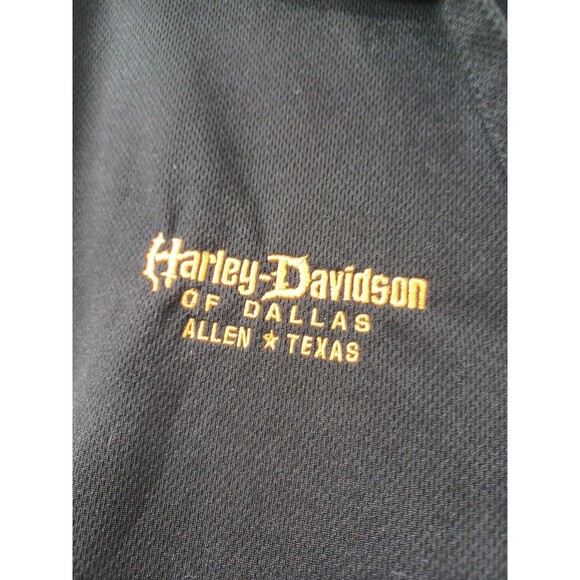 Harley-Davidson
OF DALLAS
ALLEN ★ TEXAS